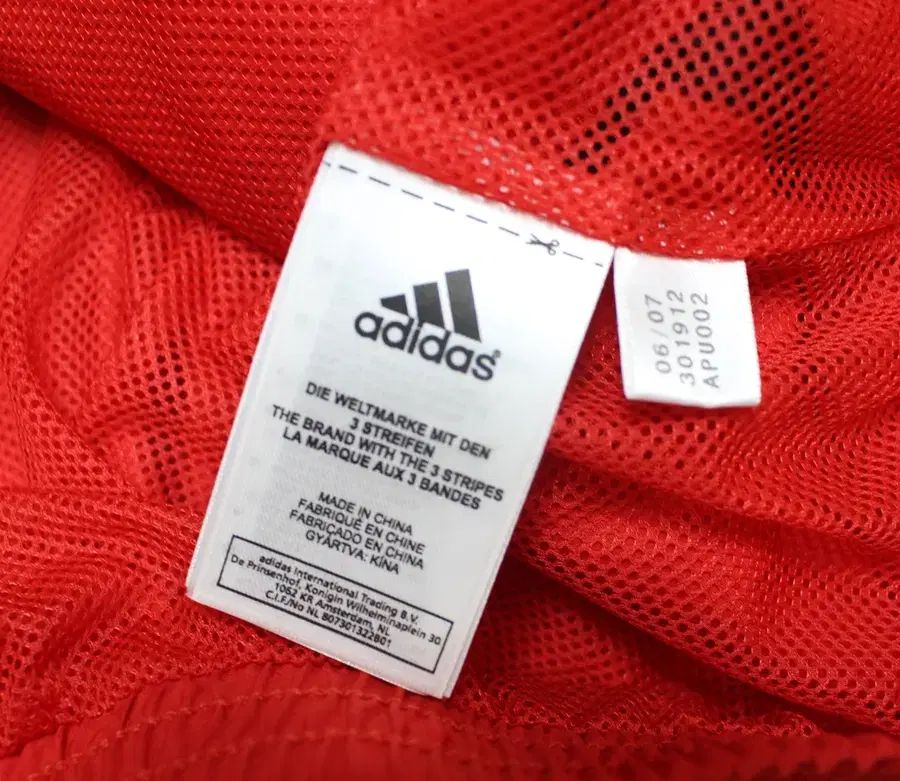 adidas®
DIE WELTMARKE MIT DEN
3 STREIFEN
THE BRAND WITH THE 3 STRIPES
LA MARQUE AUX 3 BANDES
MADE IN CHINA
FABRIQUÉ EN CHINE
FABRICADO EN CHINA
GYÁRTVA: KÍNA
adidas International Trading B.V.
De Prinsenhof, Konigin Wilhelminaplein 30
1062 KR Amsterdam, NL
C.I.F/No NL 807301322B01
06/07
301912
APU002